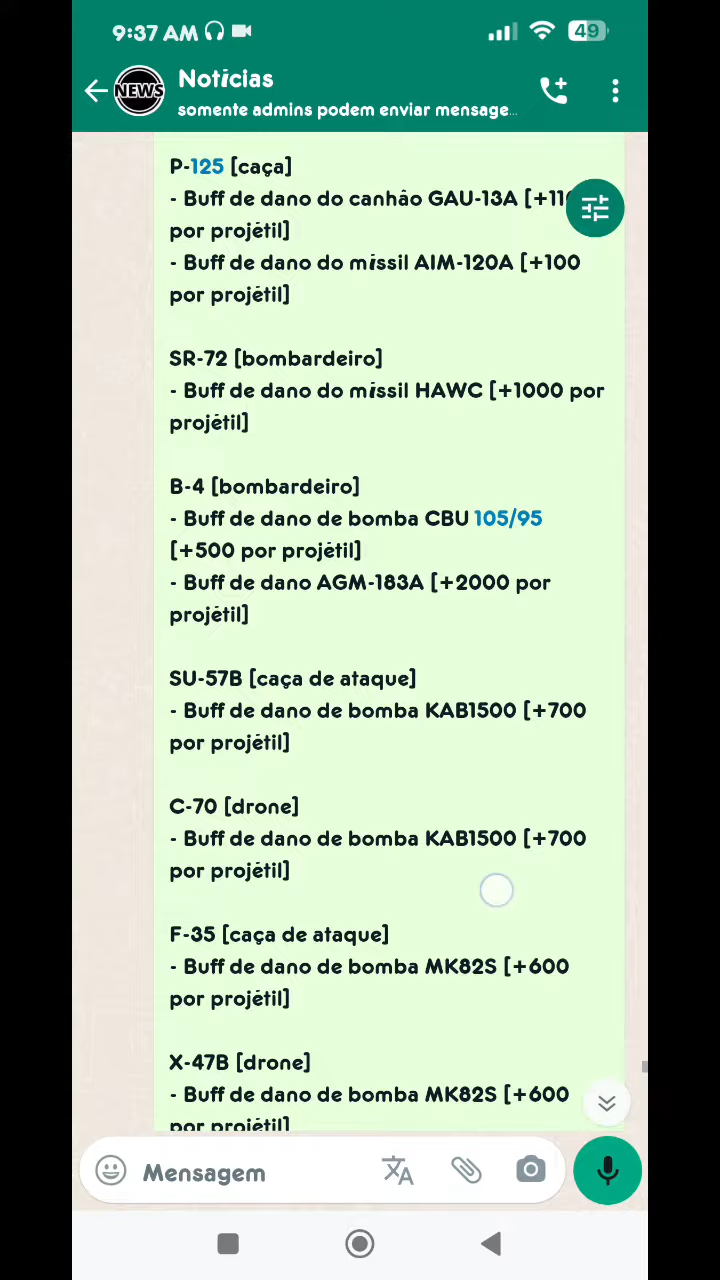 9:37 AM
49
NEWS
Notícias
somente admins podem enviar mensage...
P-125 [caça]
- Buff de dano do canhão GAU-13A [+11
por projétil]
- Buff de dano do míssil AIM-120A [+100
por projétil]
SR-72 [bombardeiro]
- Buff de dano do míssil HAWC [+1000 por
projétil]
B-4 [bombardeiro]
- Buff de dano de bomba CBU 105/95
[+500 por projétil]
- Buff de dano AGM-183A [+2000 por
projétil]
SU-57B [caça de ataque]
- Buff de dano de bomba KAB1500 [+700
por projétil]
C-70 [drone]
- Buff de dano de bomba KAB1500 [+700
por projétil]
F-35 [caça de ataque]
- Buff de dano de bomba MK82S [+600
por projétil]
X-47B [drone]
- Buff de dano de bomba MK82S [+600
por projétil]
Mensagem